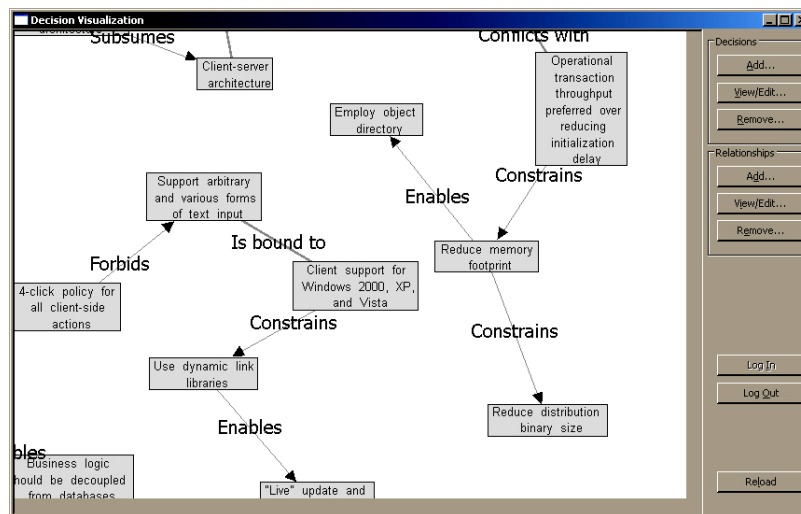 Decision Visualization
Subsumes
Client-server
architecture
Conflicts with
Operational
transaction
throughput
preferred over
reducing
initialization
delay
Employ object
directory
Support arbitrary
and various forms
of text input
Enables
Constrains
Is bound to
Reduce memory
footprint
Forbids
Client support for
Windows 2000, XP,
and Vista
4-click policy for
all client-side
actions
Constrains
Constrains
Use dynamic link
libraries
Reduce distribution
binary size
Enables
bles
Business logic
hould be decoupled
from databases
"Live" update and
Decisions
Add...
View/Edit...
Remove...
Relationships
Add...
View/Edit...
Remove...
Log In
Log Out
Reload